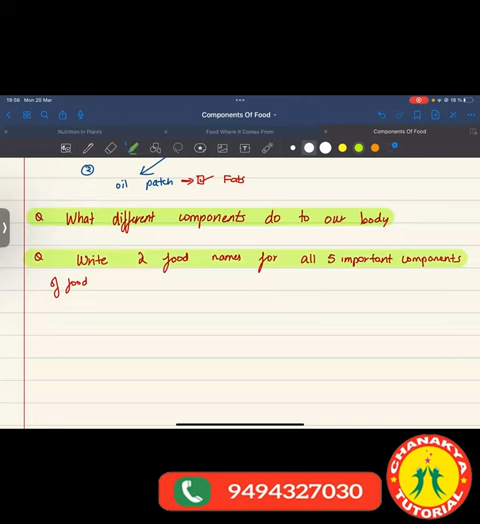 19:08 Mon 20 Mar
18 %
Components Of Food
Nutrition In Plants
Food Where It Comes From
Components Of Food
②
oil patch → Fats
Q What different components do to our body
Q Write 2 food names for all 5 important components
of food
9494327030
CHANAKYA
TUTORIAL